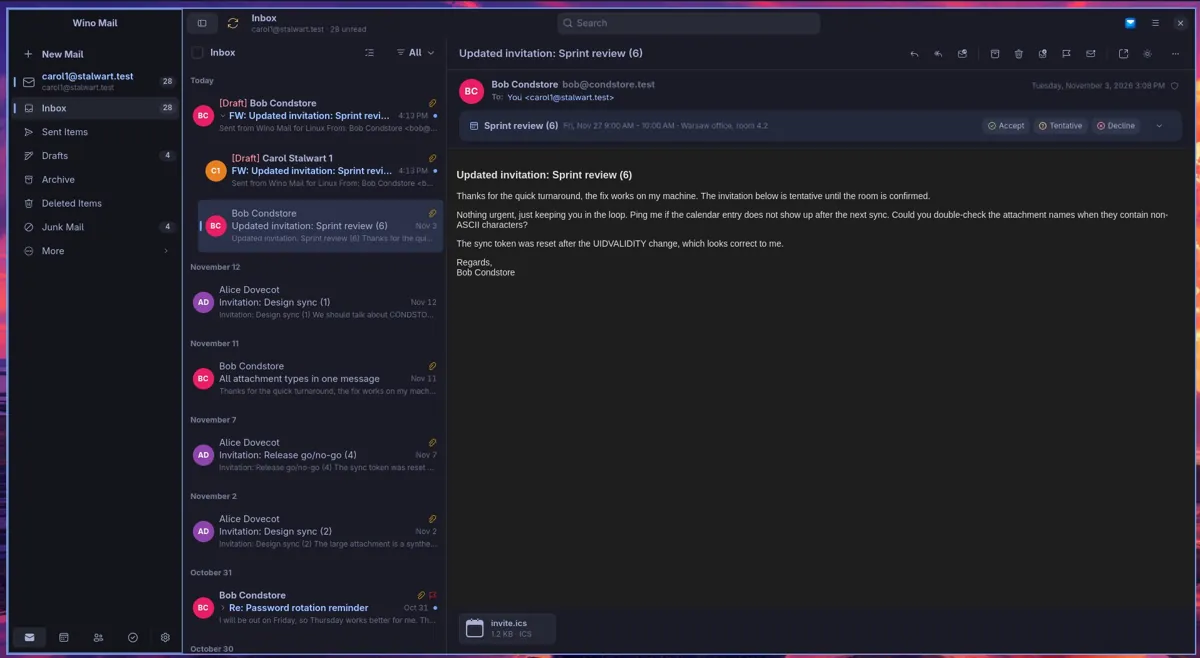 Wino Mail
New Mail
carol1@stalwart.test 28
carol1@stalwart.test
Inbox 28
Sent Items
Drafts 4
Archive
Deleted Items
Junk Mail 4
More
Inbox
carol1@stalwart.test · 28 unread
Search
Inbox
All
Today
BC
[Draft] Bob Condstore
FW: Updated invitation: Sprint revi... 4:13 PM
Sent from Wino Mail for Linux From: Bob Condstore <bob@...
C1
[Draft] Carol Stalwart 1
FW: Updated invitation: Sprint revi... 4:13 PM
Sent from Wino Mail for Linux From: Bob Condstore <b...
BC
Bob Condstore
Updated invitation: Sprint review (6) Nov 3
Updated invitation: Sprint review (6) Thanks for the qui...
November 12
AD
Alice Dovecot
Invitation: Design sync (1) Nov 12
Invitation: Design sync (1) We should talk about CONDSTO...
November 11
BC
Bob Condstore
All attachment types in one message Nov 11
Thanks for the quick turnaround, the fix works on my mach...
November 7
AD
Alice Dovecot
Invitation: Release go/no-go (4) Nov 7
Invitation: Release go/no-go (4) The sync token was reset ...
November 2
AD
Alice Dovecot
Invitation: Design sync (2) Nov 2
Invitation: Design sync (2) The large attachment is a synthe...
October 31
BC
Bob Condstore
Re: Password rotation reminder Oct 31
I will be out on Friday, so Thursday works better for me. Th...
October 30
Updated invitation: Sprint review (6)
BC
Bob Condstore bob@condstore.test
Tuesday, November 3, 2026 3:08 PM
To: You <carol1@stalwart.test>
Sprint review (6) Fri, Nov 27 9:00 AM - 10:00 AM · Warsaw office, room 4.2
Accept Tentative Decline
Updated invitation: Sprint review (6)
Thanks for the quick turnaround, the fix works on my machine. The invitation below is tentative until the room is confirmed.
Nothing urgent, just keeping you in the loop. Ping me if the calendar entry does not show up after the next sync. Could you double-check the attachment names when they contain non-
ASCII characters?
The sync token was reset after the UIDVALIDITY change, which looks correct to me.
Regards,
Bob Condstore
invite.ics
1.2 KB · ICS